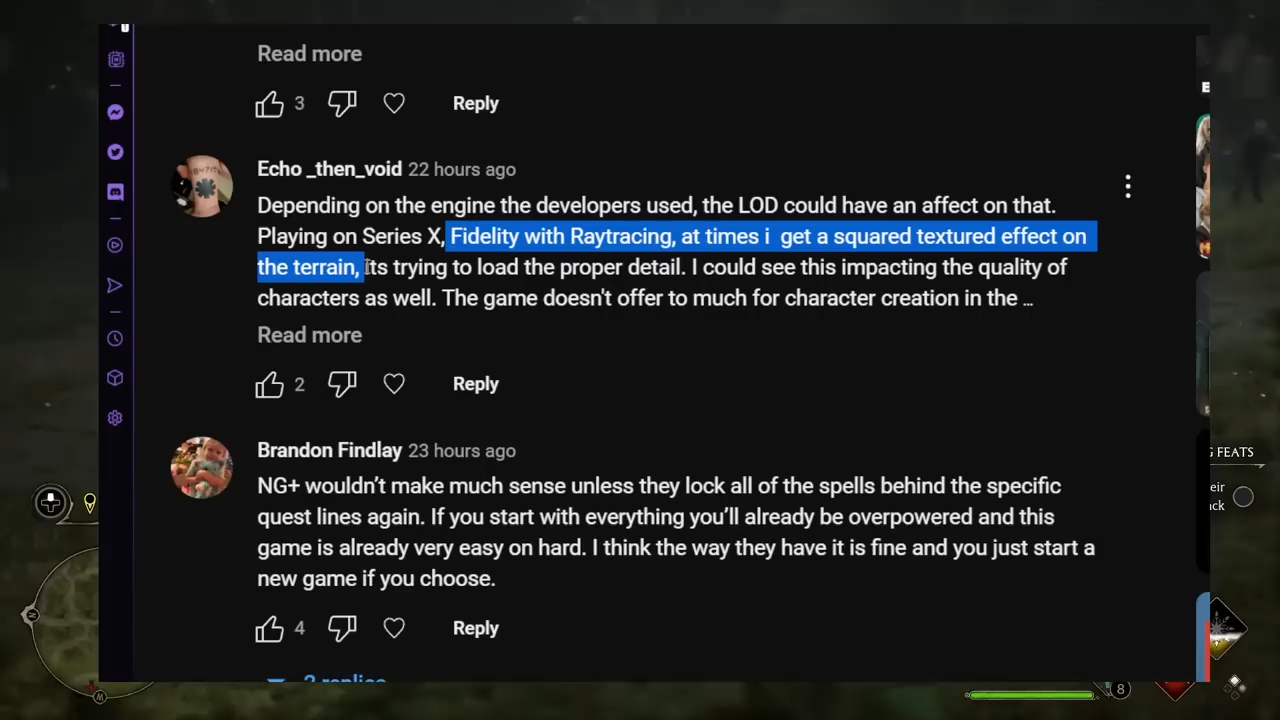 Read more
3
Reply
Echo _then_void 22 hours ago
Depending on the engine the developers used, the LOD could have an affect on that.
Playing on Series X, Fidelity with Raytracing, at times i get a squared textured effect on
the terrain, its trying to load the proper detail. I could see this impacting the quality of
characters as well. The game doesn't offer to much for character creation in the ...
Read more
2
Reply
Brandon Findlay 23 hours ago
NG+ wouldn’t make much sense unless they lock all of the spells behind the specific
quest lines again. If you start with everything you’ll already be overpowered and this
game is already very easy on hard. I think the way they have it is fine and you just start a
new game if you choose.
4
Reply
2 replies
G FEATS
eir
ck
N
W
8